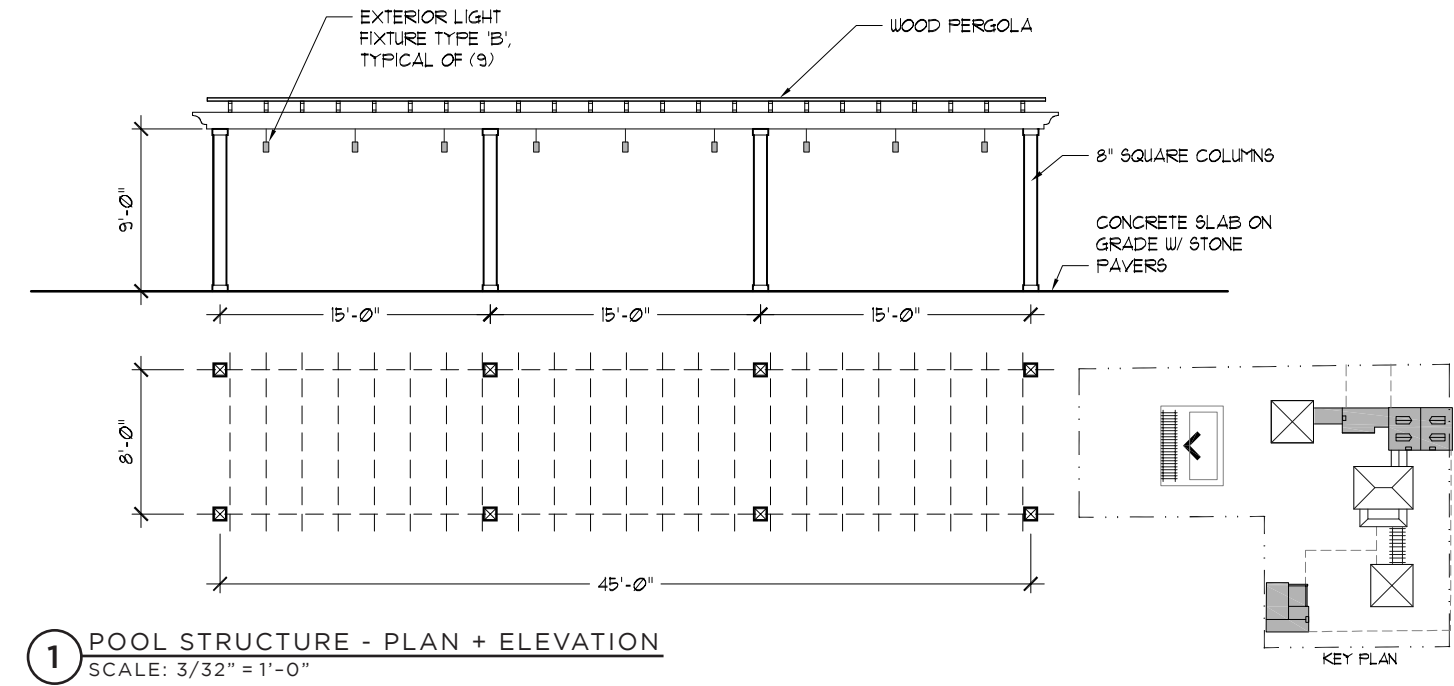 EXTERIOR LIGHT
FIXTURE TYPE 'B',
TYPICAL OF (9)
WOOD PERGOLA
8" SQUARE COLUMNS
CONCRETE SLAB ON
GRADE W/ STONE
PAVERS
9'-0"
15'-0"
15'-0"
15'-0"
8'-0"
45'-0"
KEY PLAN
1
POOL STRUCTURE - PLAN + ELEVATION
SCALE: 3/32” = 1’-0”